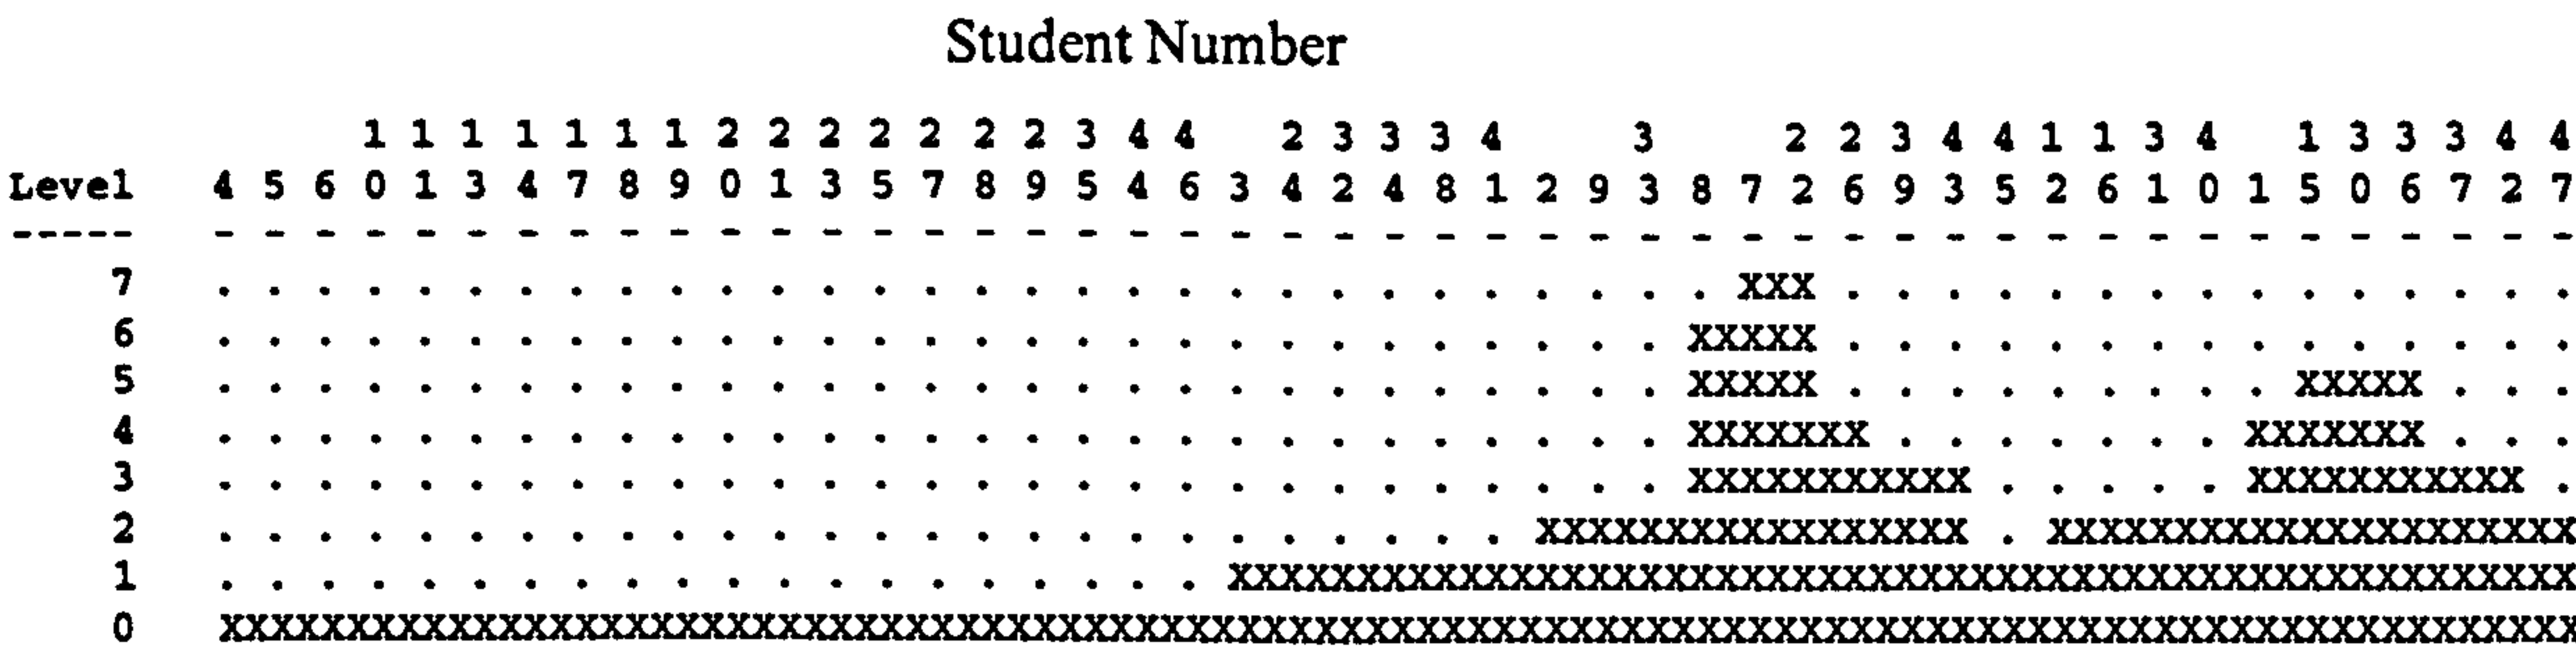 Student Number
1 1 1 1 1 1 1 2 2 2 2 2 2 2 3 4 4 2 3 3 3 4 3 2 2 3 4 4 1 1 3 4 1 3 3 3 4 4
Level 4 5 6 0 1 3 4 7 8 9 0 1 3 5 7 8 9 5 4 6 3 4 2 4 8 1 2 9 3 8 7 2 6 9 3 5 2 6 1 0 1 5 0 6 7 2 7
----- - - - - - - - - - - - - - - - - - - - - - - - - - - - - - - - - - - - - - - - - - - - - - - -
7 . . . . . . . . . . . . . . . . . . . . . . . . . . . . . . XXX . . . . . . . . . . . . . . .
6 . . . . . . . . . . . . . . . . . . . . . . . . . . . . . XXXXX . . . . . . . . . . . . . . .
5 . . . . . . . . . . . . . . . . . . . . . . . . . . . . . XXXXX . . . . . . . . . XXXXX . . .
4 . . . . . . . . . . . . . . . . . . . . . . . . . . . . . XXXXXXX . . . . . . . XXXXXXX . . .
3 . . . . . . . . . . . . . . . . . . . . . . . . . . . . . XXXXXXXXXXX . . . . . XXXXXXXXXXX .
2 . . . . . . . . . . . . . . . . . . . . . . . . . . XXXXXXXXXXXXXXXXX . XXXXXXXXXXXXXXXXXXXXX
1 . . . . . . . . . . . . . . . . . . . . XXXXXXXXXXXXXXXXXXXXXXXXXXXXXXXXXXXXXXXXXXXXXXXXXXXXX
0 XXXXXXXXXXXXXXXXXXXXXXXXXXXXXXXXXXXXXXXXXXXXXXXXXXXXXXXXXXXXXXXXXXXXXXXXXXXXXXXXXXXXXXXXXXXXX